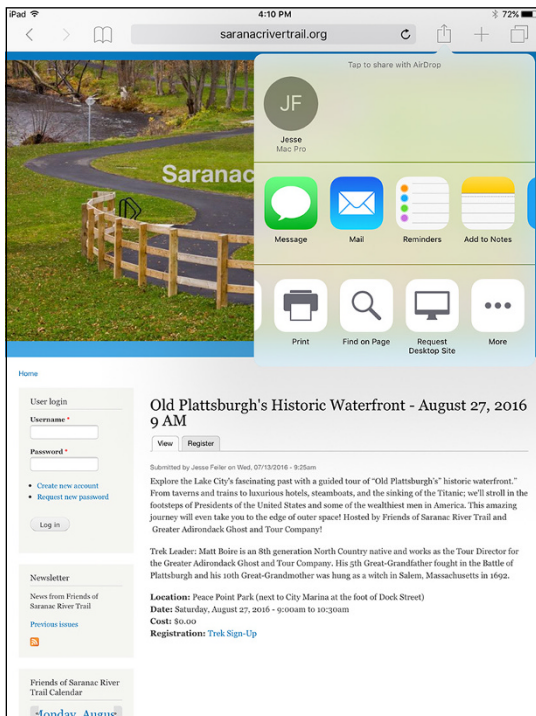 iPad 4:10 PM 72%
saranacrivertrail.org
Tap to share with AirDrop
JF
Jesse
Mac Pro
Saranac
Message Mail Reminders Add to Notes
Print Find on Page Request Desktop Site More
Home
User login
Username *
Password *
Create new account
Request new password
Log in
Newsletter
News from Friends of
Saranac River Trail
Previous issues
Friends of Saranac River
Trail Calendar
Monday, Augus
Old Plattsburgh's Historic Waterfront - August 27, 2016
9 AM
View Register
Submitted by Jesse Feiler on Wed, 07/13/2016 - 9:25am
Explore the Lake City's fascinating past with a guided tour of "Old Plattsburgh's" historic waterfront."
From taverns and trains to luxurious hotels, steamboats, and the sinking of the Titanic; we'll stroll in the
footsteps of Presidents of the United States and some of the wealthiest men in America. This amazing
journey will even take you to the edge of outer space! Hosted by Friends of Saranac River Trail and
Greater Adirondack Ghost and Tour Company!
Trek Leader: Matt Boire is an 8th generation North Country native and works as the Tour Director for
the Greater Adirondack Ghost and Tour Company. His 5th Great-Grandfather fought in the Battle of
Plattsburgh and his 10th Great-Grandmother was hung as a witch in Salem, Massachusetts in 1692.
Location: Peace Point Park (next to City Marina at the foot of Dock Street)
Date: Saturday, August 27, 2016 - 9:00am to 10:30am
Cost: $0.00
Registration: Trek Sign-Up